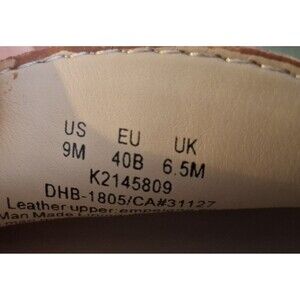 US EU UK
9M 40B 6.5M
K2145809
DHB-1805/CA#31127
Leather upper:
Man Made